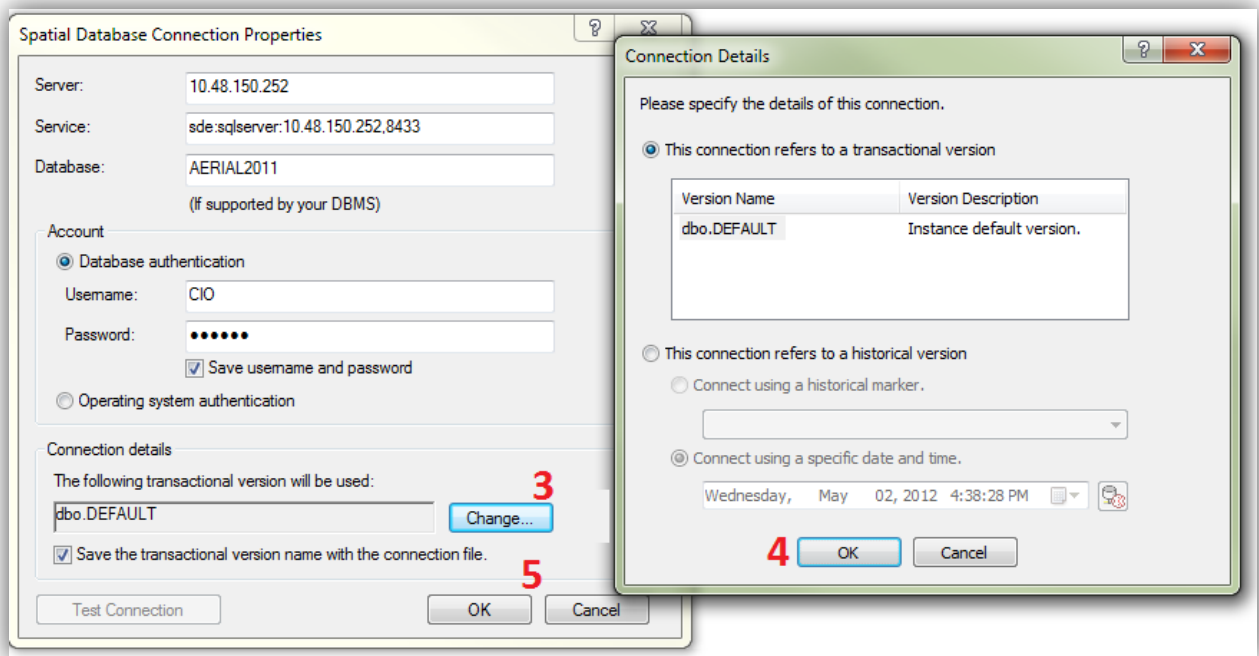 Spatial Database Connection Properties
Server:
10.48.150.252
Service:
sde:sqlserver:10.48.150.252,8433
Database:
AERIAL2011
(If supported by your DBMS)
Account
Database authentication
Username:
CIO
Password:
••••••
Save username and password
Operating system authentication
Connection details
The following transactional version will be used:
3
dbo.DEFAULT
Change...
Save the transactional version name with the connection file.
5
Test Connection
OK
Cancel
Connection Details
Please specify the details of this connection.
This connection refers to a transactional version
Version Name
Version Description
dbo.DEFAULT
Instance default version.
This connection refers to a historical version
Connect using a historical marker.
Connect using a specific date and time.
Wednesday, May 02, 2012 4:38:28 PM
4
OK
Cancel